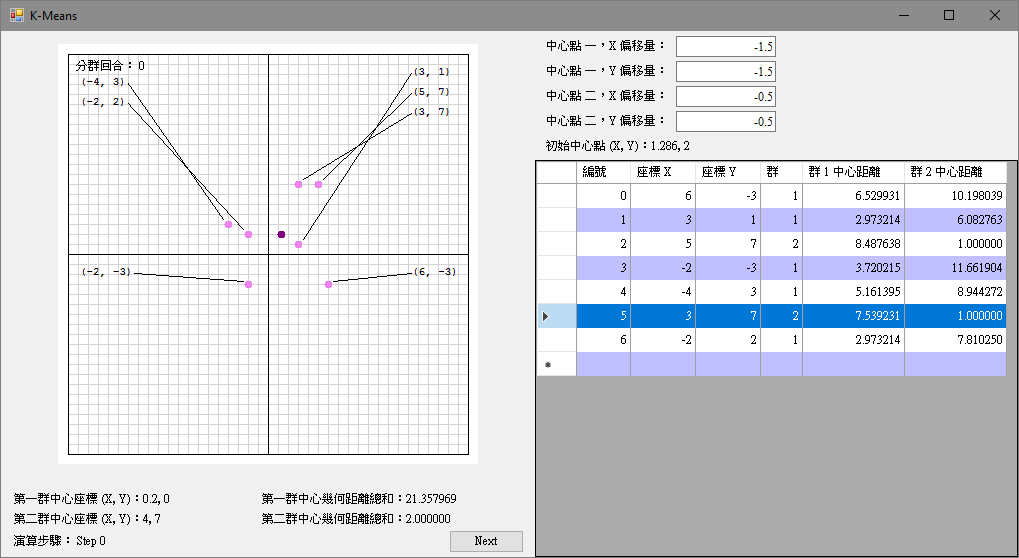 K-Means
分群回合：0
(-4, 3)
(-2, 2)
(3, 1)
(5, 7)
(3, 7)
(-2, -3)
(6, -3)
第一群中心座標 (X, Y)：0.2, 0
第一群中心幾何距離總和：21.357969
第二群中心座標 (X, Y)：4, 7
第二群中心幾何距離總和：2.000000
演算步驟： Step 0
Next
中心點 一，X 偏移量： -1.5
中心點 一，Y 偏移量： -1.5
中心點 二，X 偏移量： -0.5
中心點 二，Y 偏移量： -0.5
初始中心點 (X, Y)：1.286, 2
編號 座標 X 座標 Y 群 群 1 中心距離 群 2 中心距離
0 6 -3 1 6.529931 10.198039
1 3 1 1 2.973214 6.082763
2 5 7 2 8.487638 1.000000
3 -2 -3 1 3.720215 11.661904
4 -4 3 1 5.161395 8.944272
5 3 7 2 7.539231 1.000000
6 -2 2 1 2.973214 7.810250